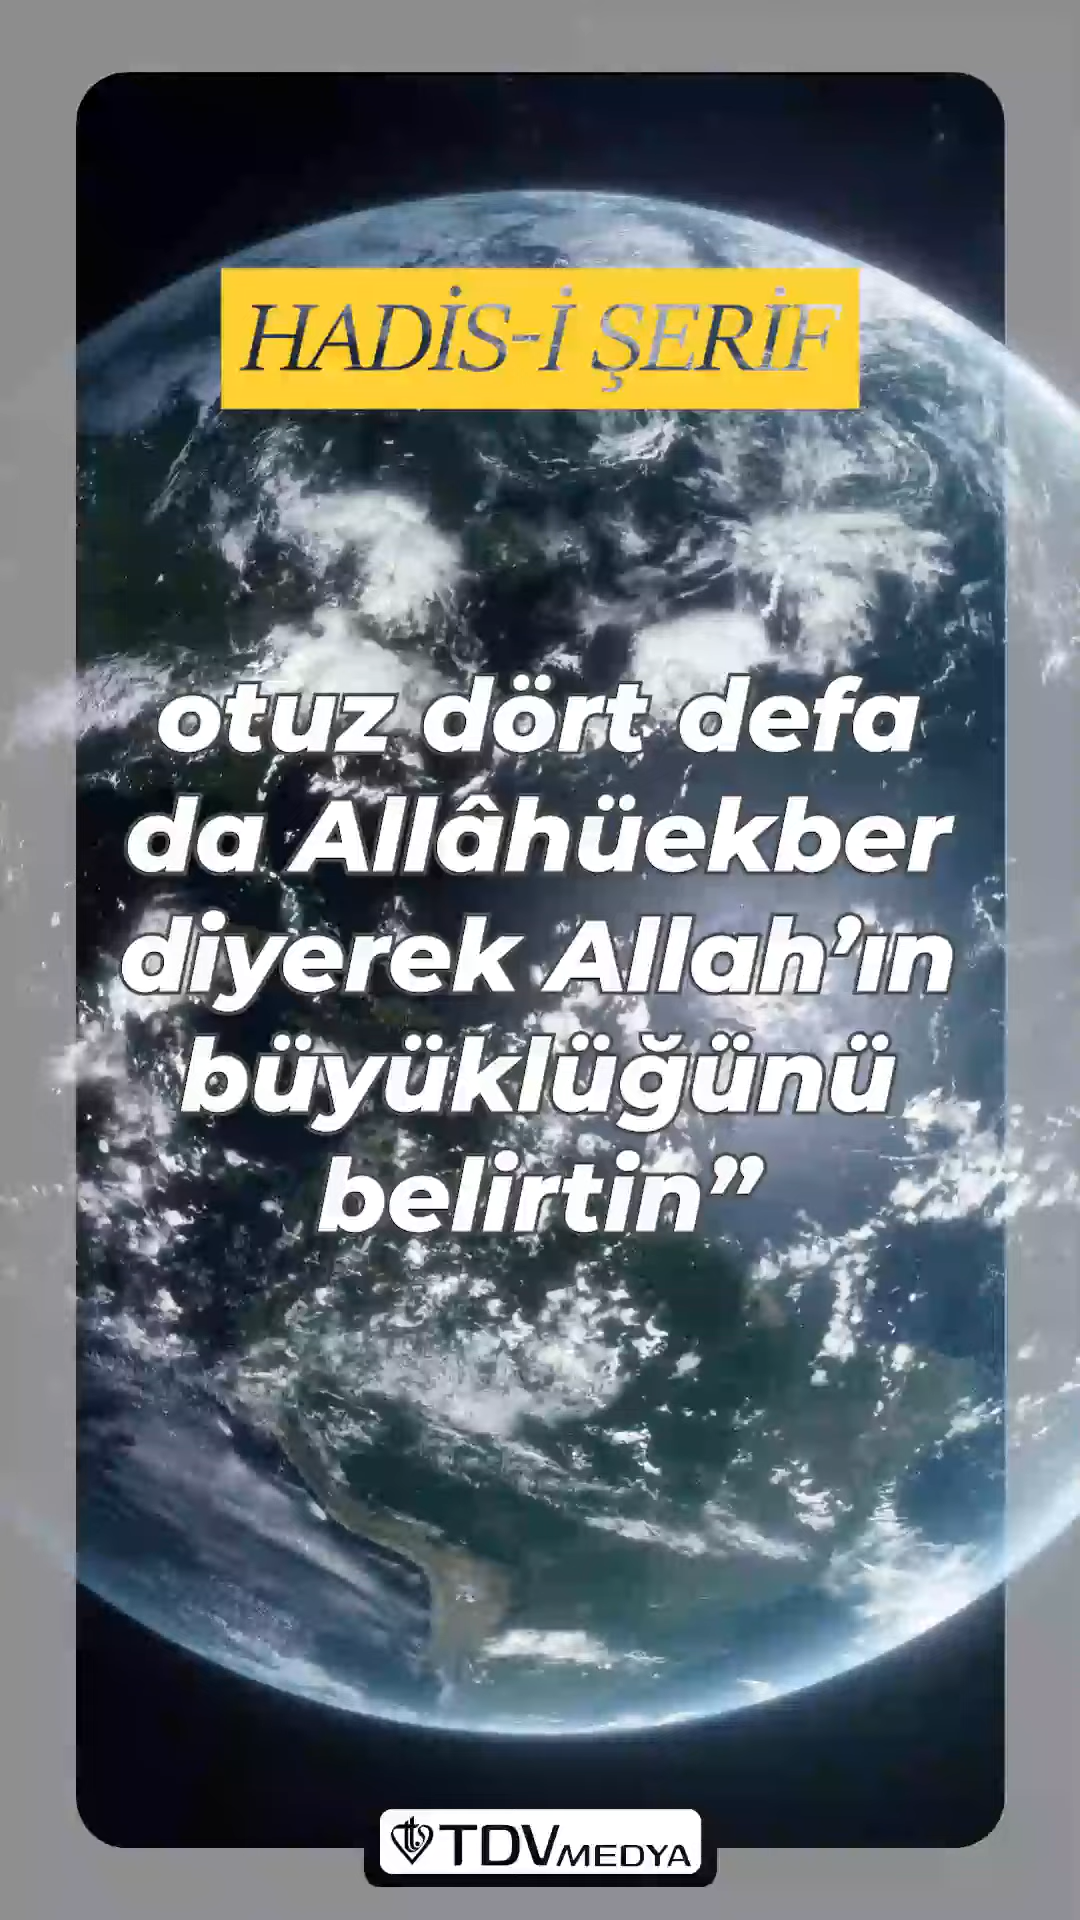 HADİS-İ ŞERİF
otuz dört defa
da Allâhüekber
diyerek Allah’ın
büyüklüğünü
belirtin”
TDV MEDYA